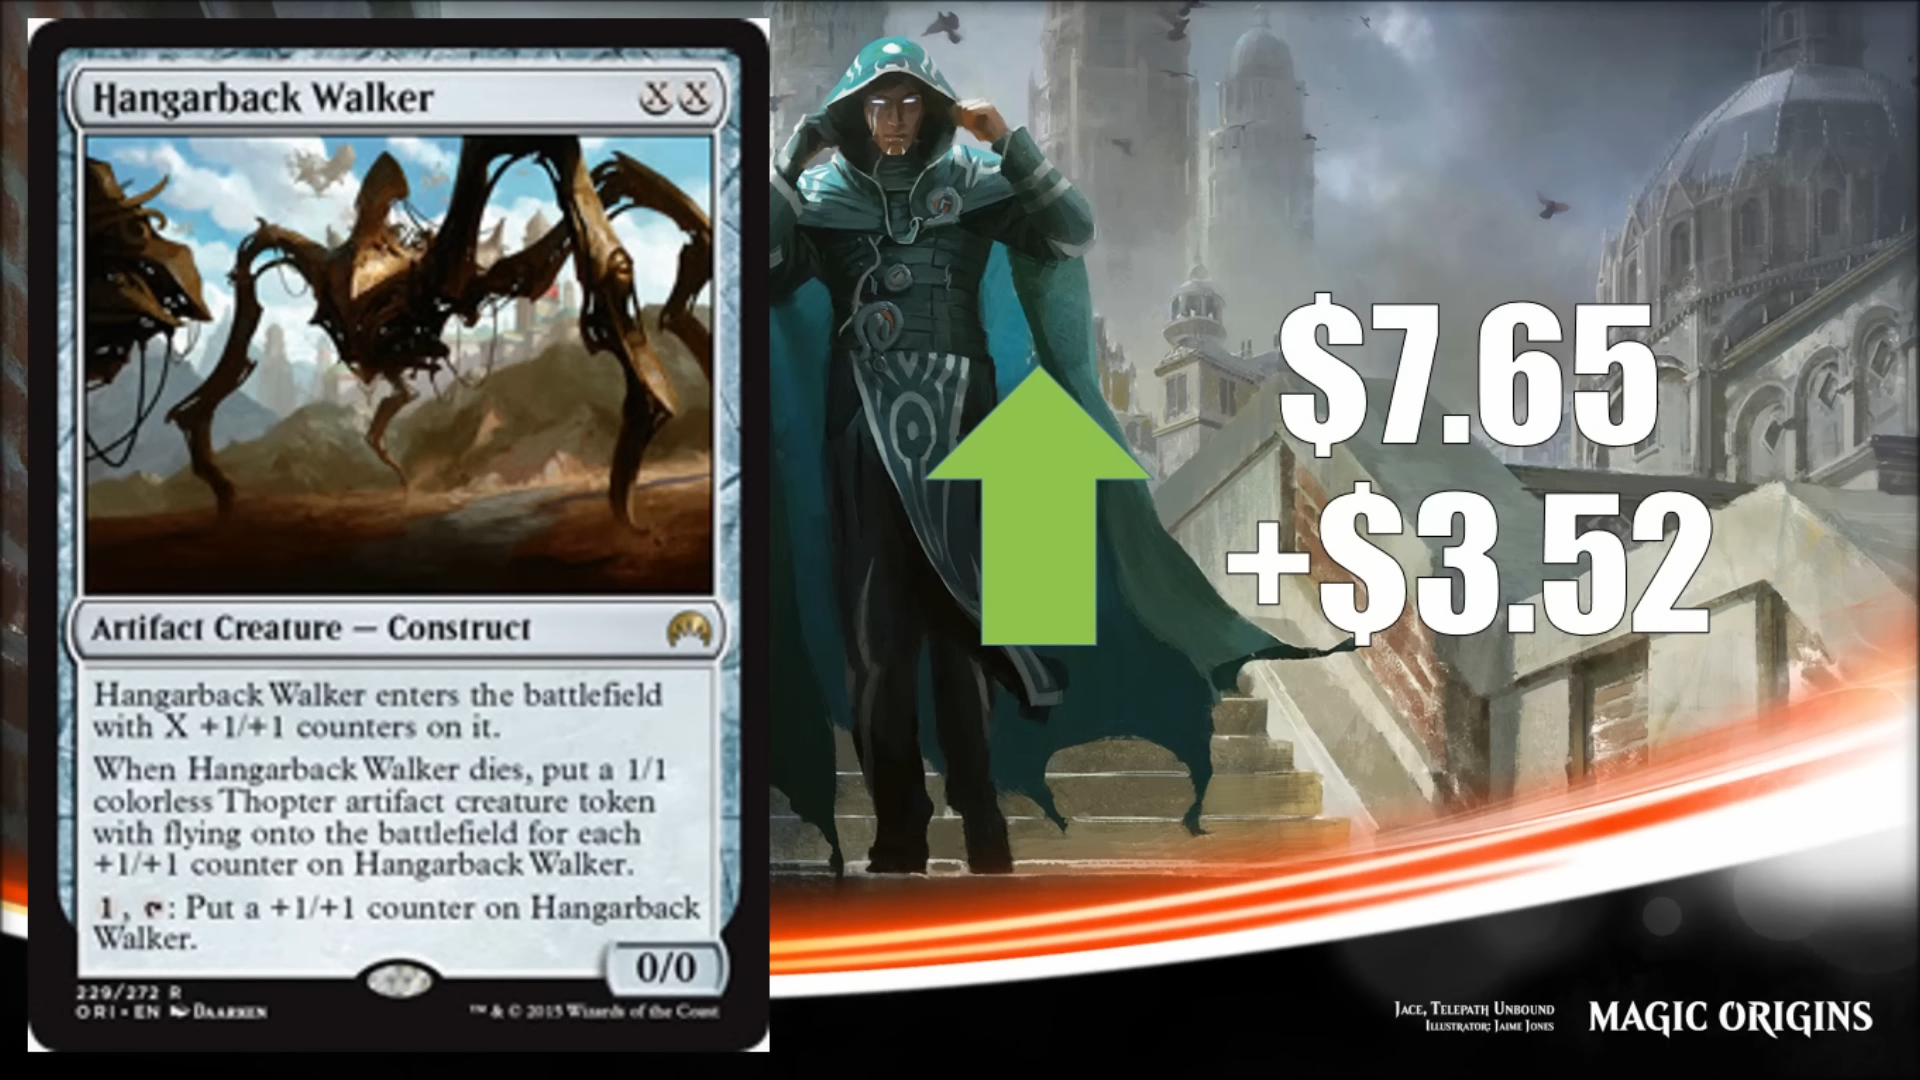 Hangarback Walker XX
Artifact Creature — Construct
Hangarback Walker enters the battlefield
with X +1/+1 counters on it.
When Hangarback Walker dies, put a 1/1
colorless Thopter artifact creature token
with flying onto the battlefield for each
+1/+1 counter on Hangarback Walker.
1, : Put a +1/+1 counter on Hangarback
Walker.
0/0
229/272 R
ORI • EN DAARKEN
™ & © 2015 Wizards of the Coast
$7.65
+$3.52
JACE, TELEPATH UNBOUND
ILLUSTRATOR: JAIME JONES
MAGIC ORIGINS